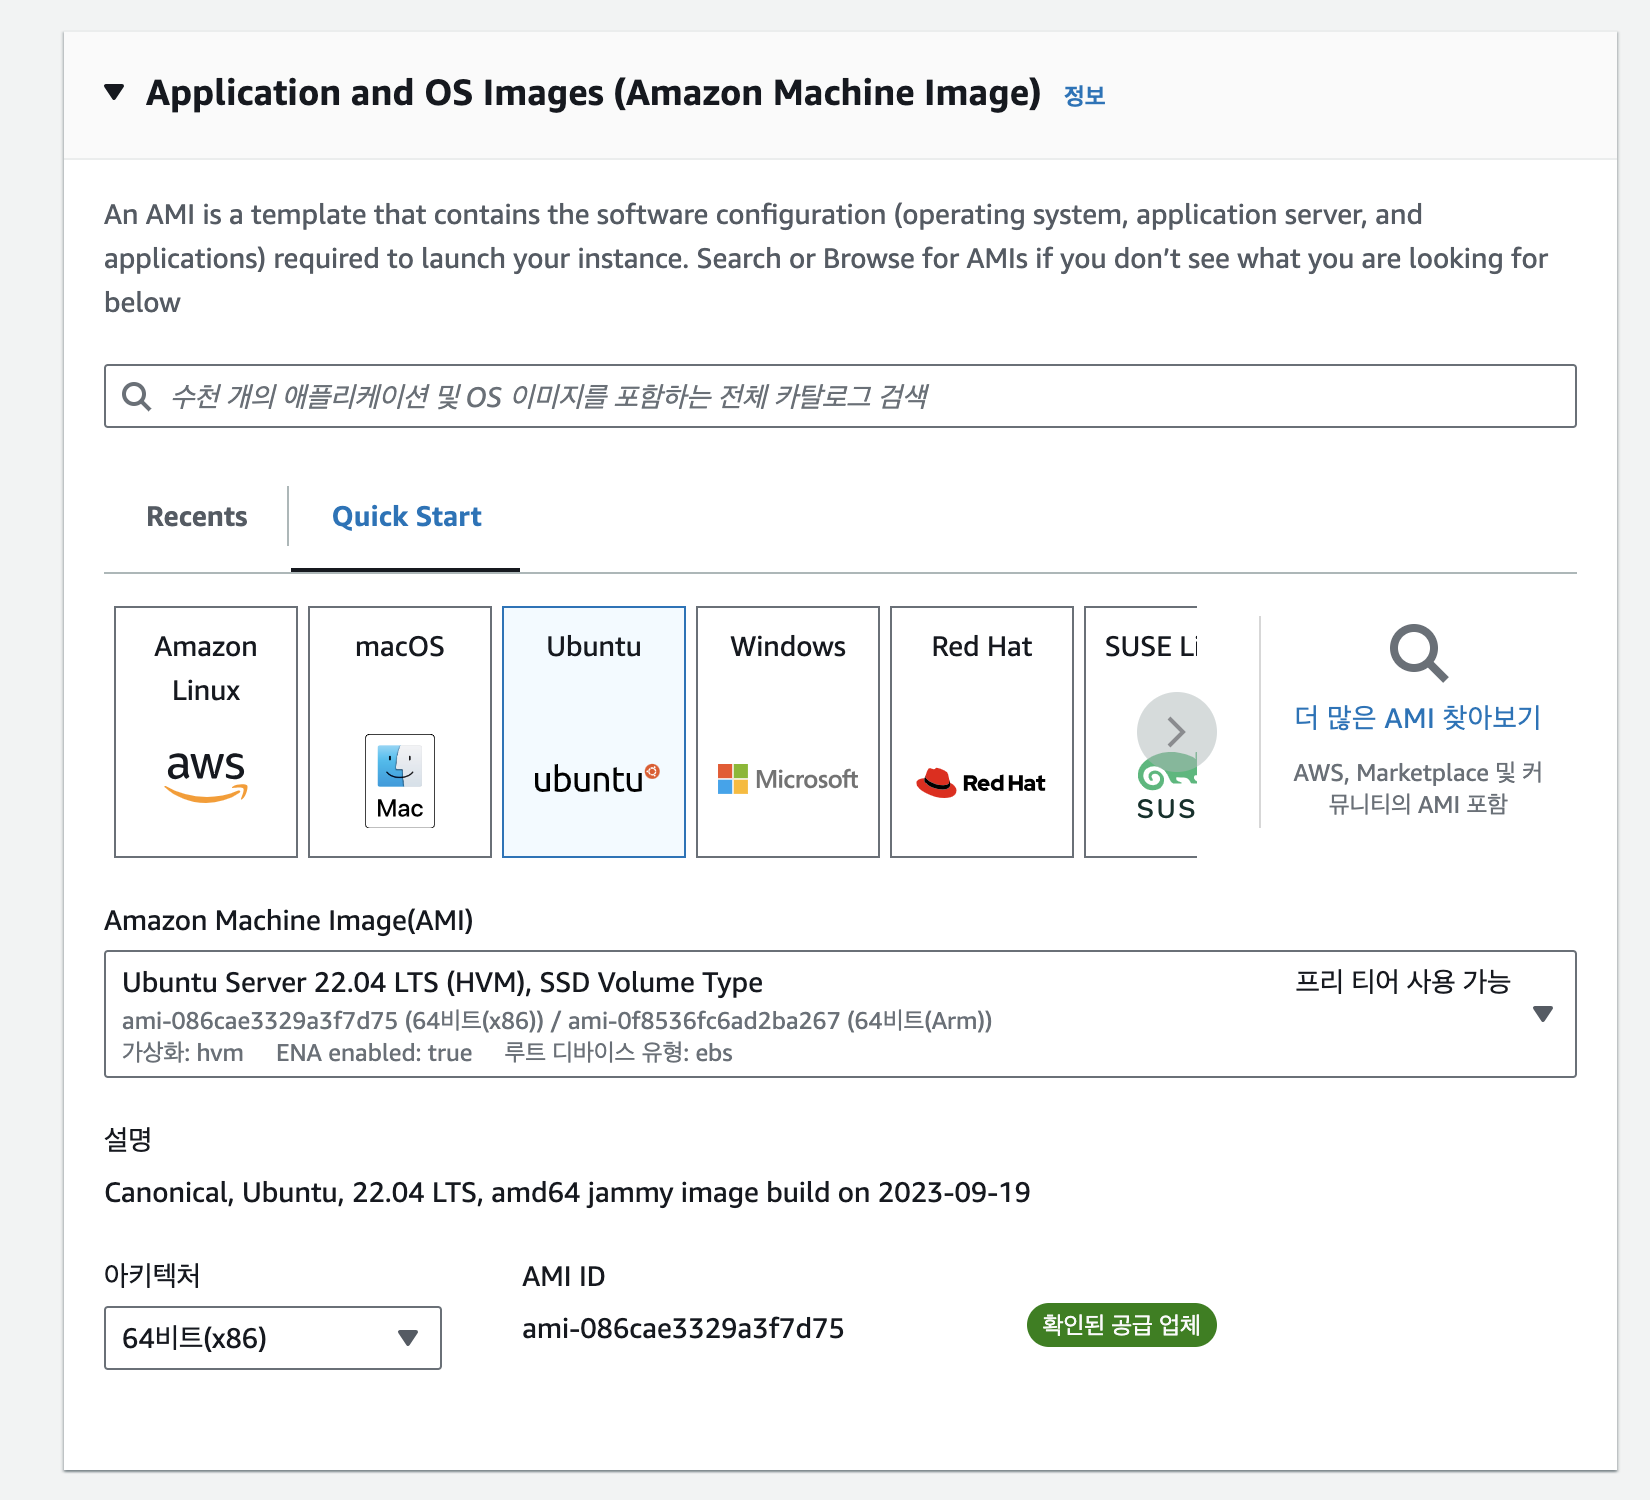 Application and OS Images (Amazon Machine Image) 정보
An AMI is a template that contains the software configuration (operating system, application server, and
applications) required to launch your instance. Search or Browse for AMIs if you don’t see what you are looking for
below
수천 개의 애플리케이션 및 OS 이미지를 포함하는 전체 카탈로그 검색
Recents
Quick Start
Amazon
Linux
aws
macOS
Mac
Ubuntu
ubuntu
Windows
Microsoft
Red Hat
Red Hat
SUSE Li
SUS
더 많은 AMI 찾아보기
AWS, Marketplace 및 커
뮤니티의 AMI 포함
Amazon Machine Image(AMI)
Ubuntu Server 22.04 LTS (HVM), SSD Volume Type
프리 티어 사용 가능
ami-086cae3329a3f7d75 (64비트(x86)) / ami-0f8536fc6ad2ba267 (64비트(Arm))
가상화: hvm ENA enabled: true 루트 디바이스 유형: ebs
설명
Canonical, Ubuntu, 22.04 LTS, amd64 jammy image build on 2023-09-19
아키텍처
64비트(x86)
AMI ID
ami-086cae3329a3f7d75
확인된 공급 업체